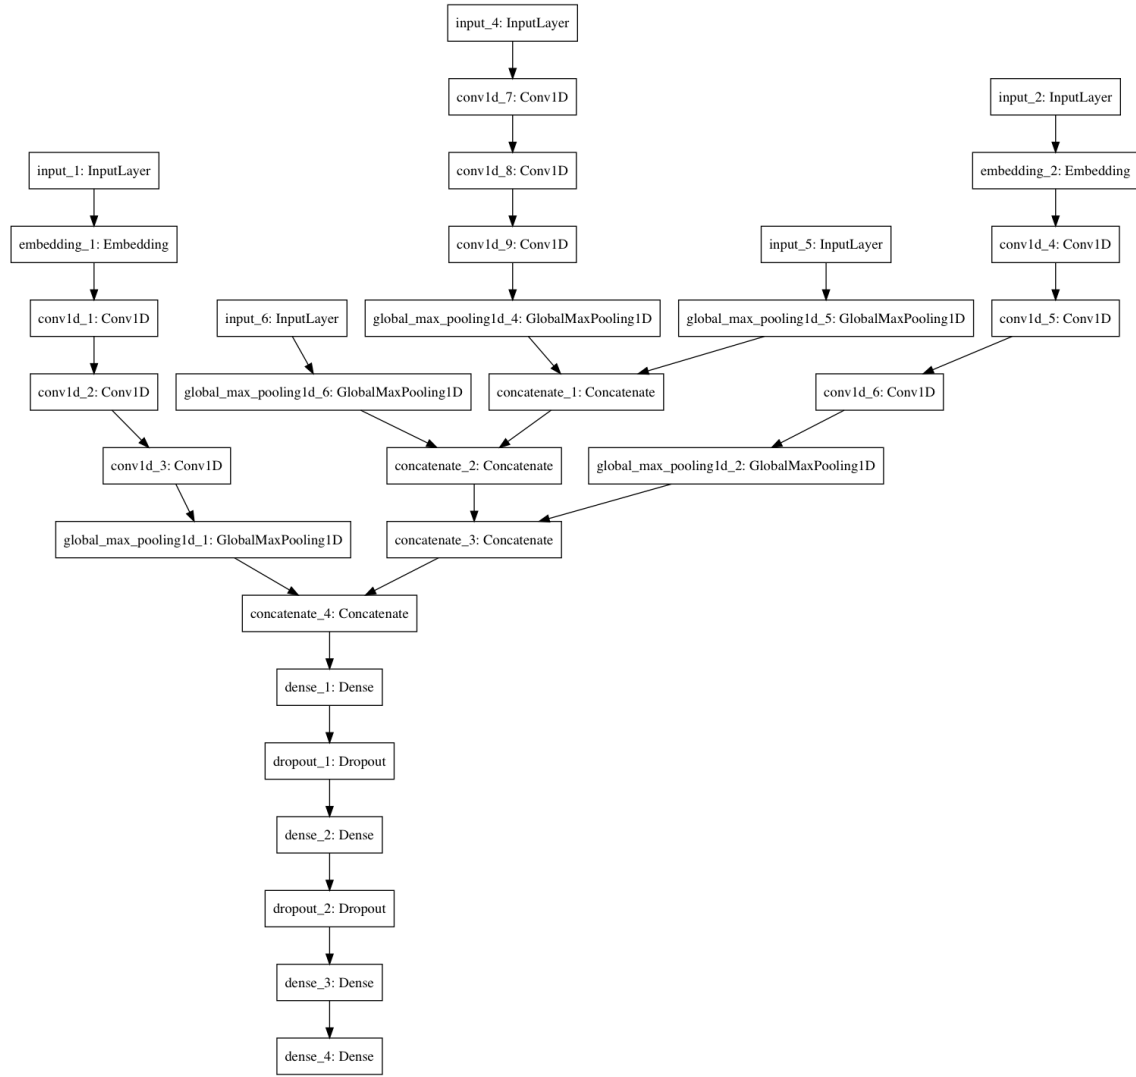 input_4: InputLayer
conv1d_7: Conv1D
input_2: InputLayer
input_1: InputLayer
conv1d_8: Conv1D
embedding_2: Embedding
embedding_1: Embedding
conv1d_9: Conv1D
input_5: InputLayer
conv1d_4: Conv1D
conv1d_1: Conv1D
input_6: InputLayer
global_max_pooling1d_4: GlobalMaxPooling1D
global_max_pooling1d_5: GlobalMaxPooling1D
conv1d_5: Conv1D
conv1d_2: Conv1D
global_max_pooling1d_6: GlobalMaxPooling1D
concatenate_1: Concatenate
conv1d_6: Conv1D
conv1d_3: Conv1D
concatenate_2: Concatenate
global_max_pooling1d_2: GlobalMaxPooling1D
global_max_pooling1d_1: GlobalMaxPooling1D
concatenate_3: Concatenate
concatenate_4: Concatenate
dense_1: Dense
dropout_1: Dropout
dense_2: Dense
dropout_2: Dropout
dense_3: Dense
dense_4: Dense